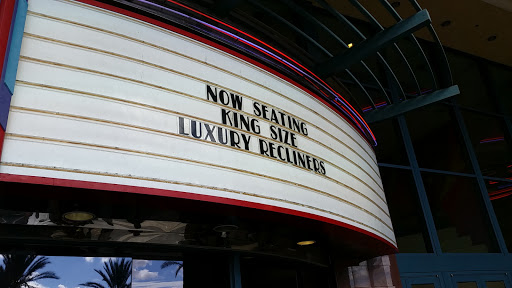 NOW SEATING
KING SIZE
LUXURY RECLINERS